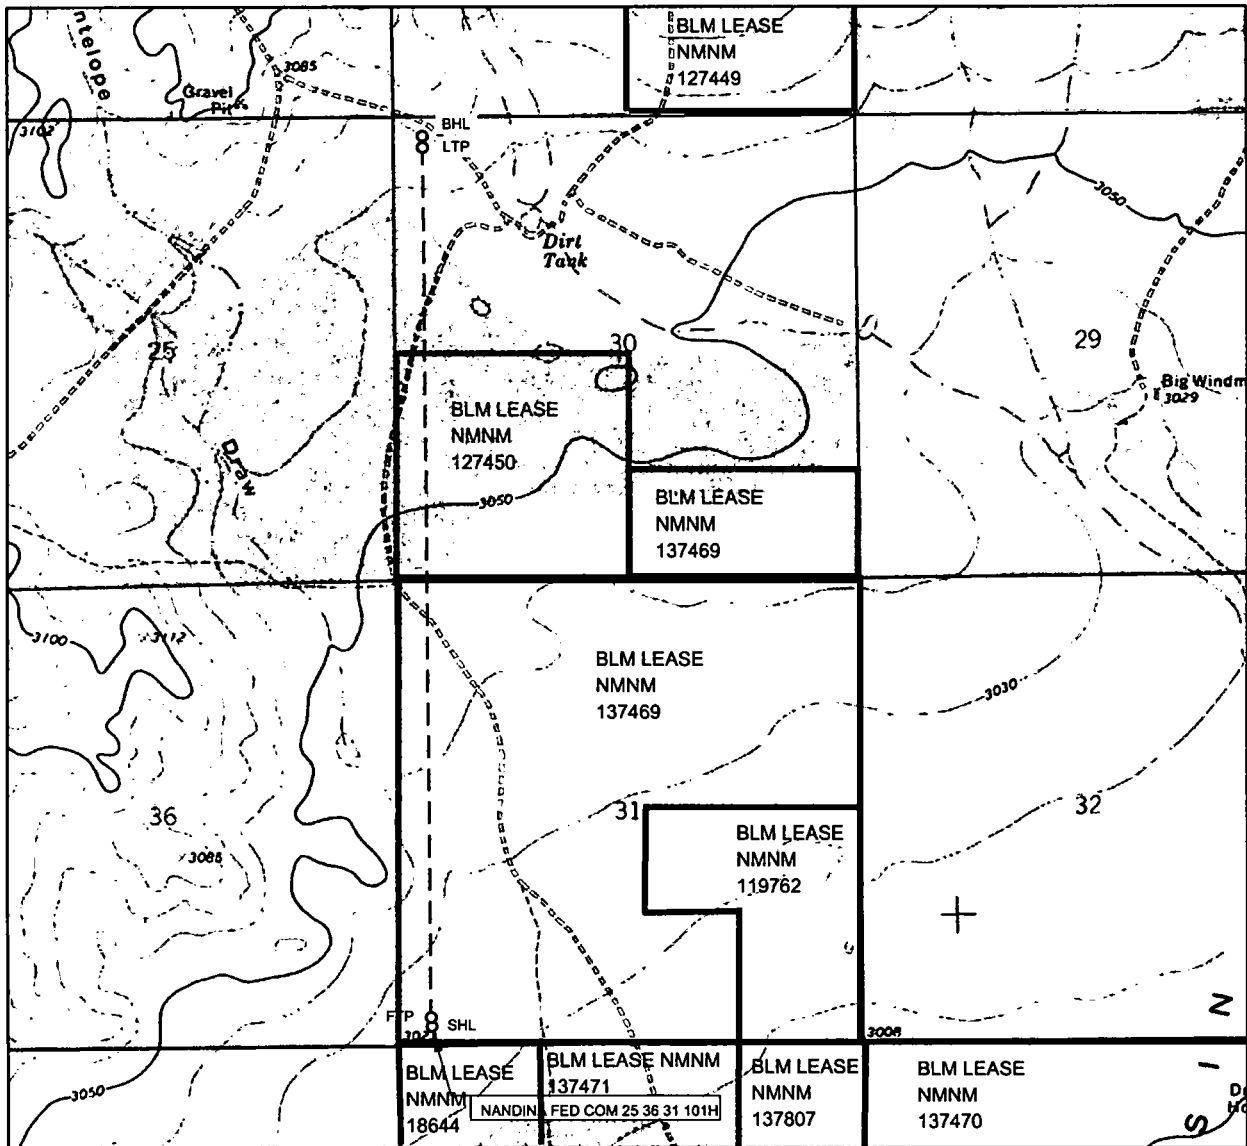 ntelope
BLM LEASE
NMNM
127449
3085
Gravel
Pit
3102
BHL
LTP
3050
Dirt
Tank
25
30
29
Big Windm
3029
BLM LEASE
NMNM
127450
Draw
3050
BLM LEASE
NMNM
137469
3100
3112
BLM LEASE
NMNM
137469
3030
36
31
32
BLM LEASE
NMNM
119762
3085
N
FTP
SHL
3008
I
S
3050
BLM LEASE
NMNM
18644
BLM LEASE NMNM
137471
BLM LEASE
NMNM
137807
BLM LEASE
NMNM
137470
NANDINA FED COM 25 36 31 101H